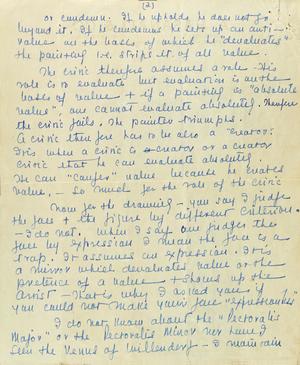 (2)
or condemn. If he upholds, he does not go
beyond it. If he condemns he sets up an anti-
value on the basis of which he "devaluates"
the painting i.e. strips it of all value.
The critic therefore assumes a role - His
role is to evaluate but evaluation is on the
basis of value + if a painting is "absolute
value", one cannot evaluate absolutely. Therefore
the critic fails. The painter triumphs.
A critic then for has to be also a "creator".
It is when a critic is creator or a creator
critic that he can evaluate absolutely.
He can "confer" value because he creates
value. - So much for the role of the critic
Now for the drawing - you say I judge
the face + the figure by different criterion.
- I do not. When I say one judges the
face by expression I mean the face is a
trap. It assumes an expression. It is
a mirror which devaluates value or the
pretence of a value + shows up the
artist - That is why I asked you if
you could not make your face "expressionless"
I do not know about the "Pectoralis
Major" or the Pectoralis Minor nor have I
seen the Venus of Willendorf - I maintain